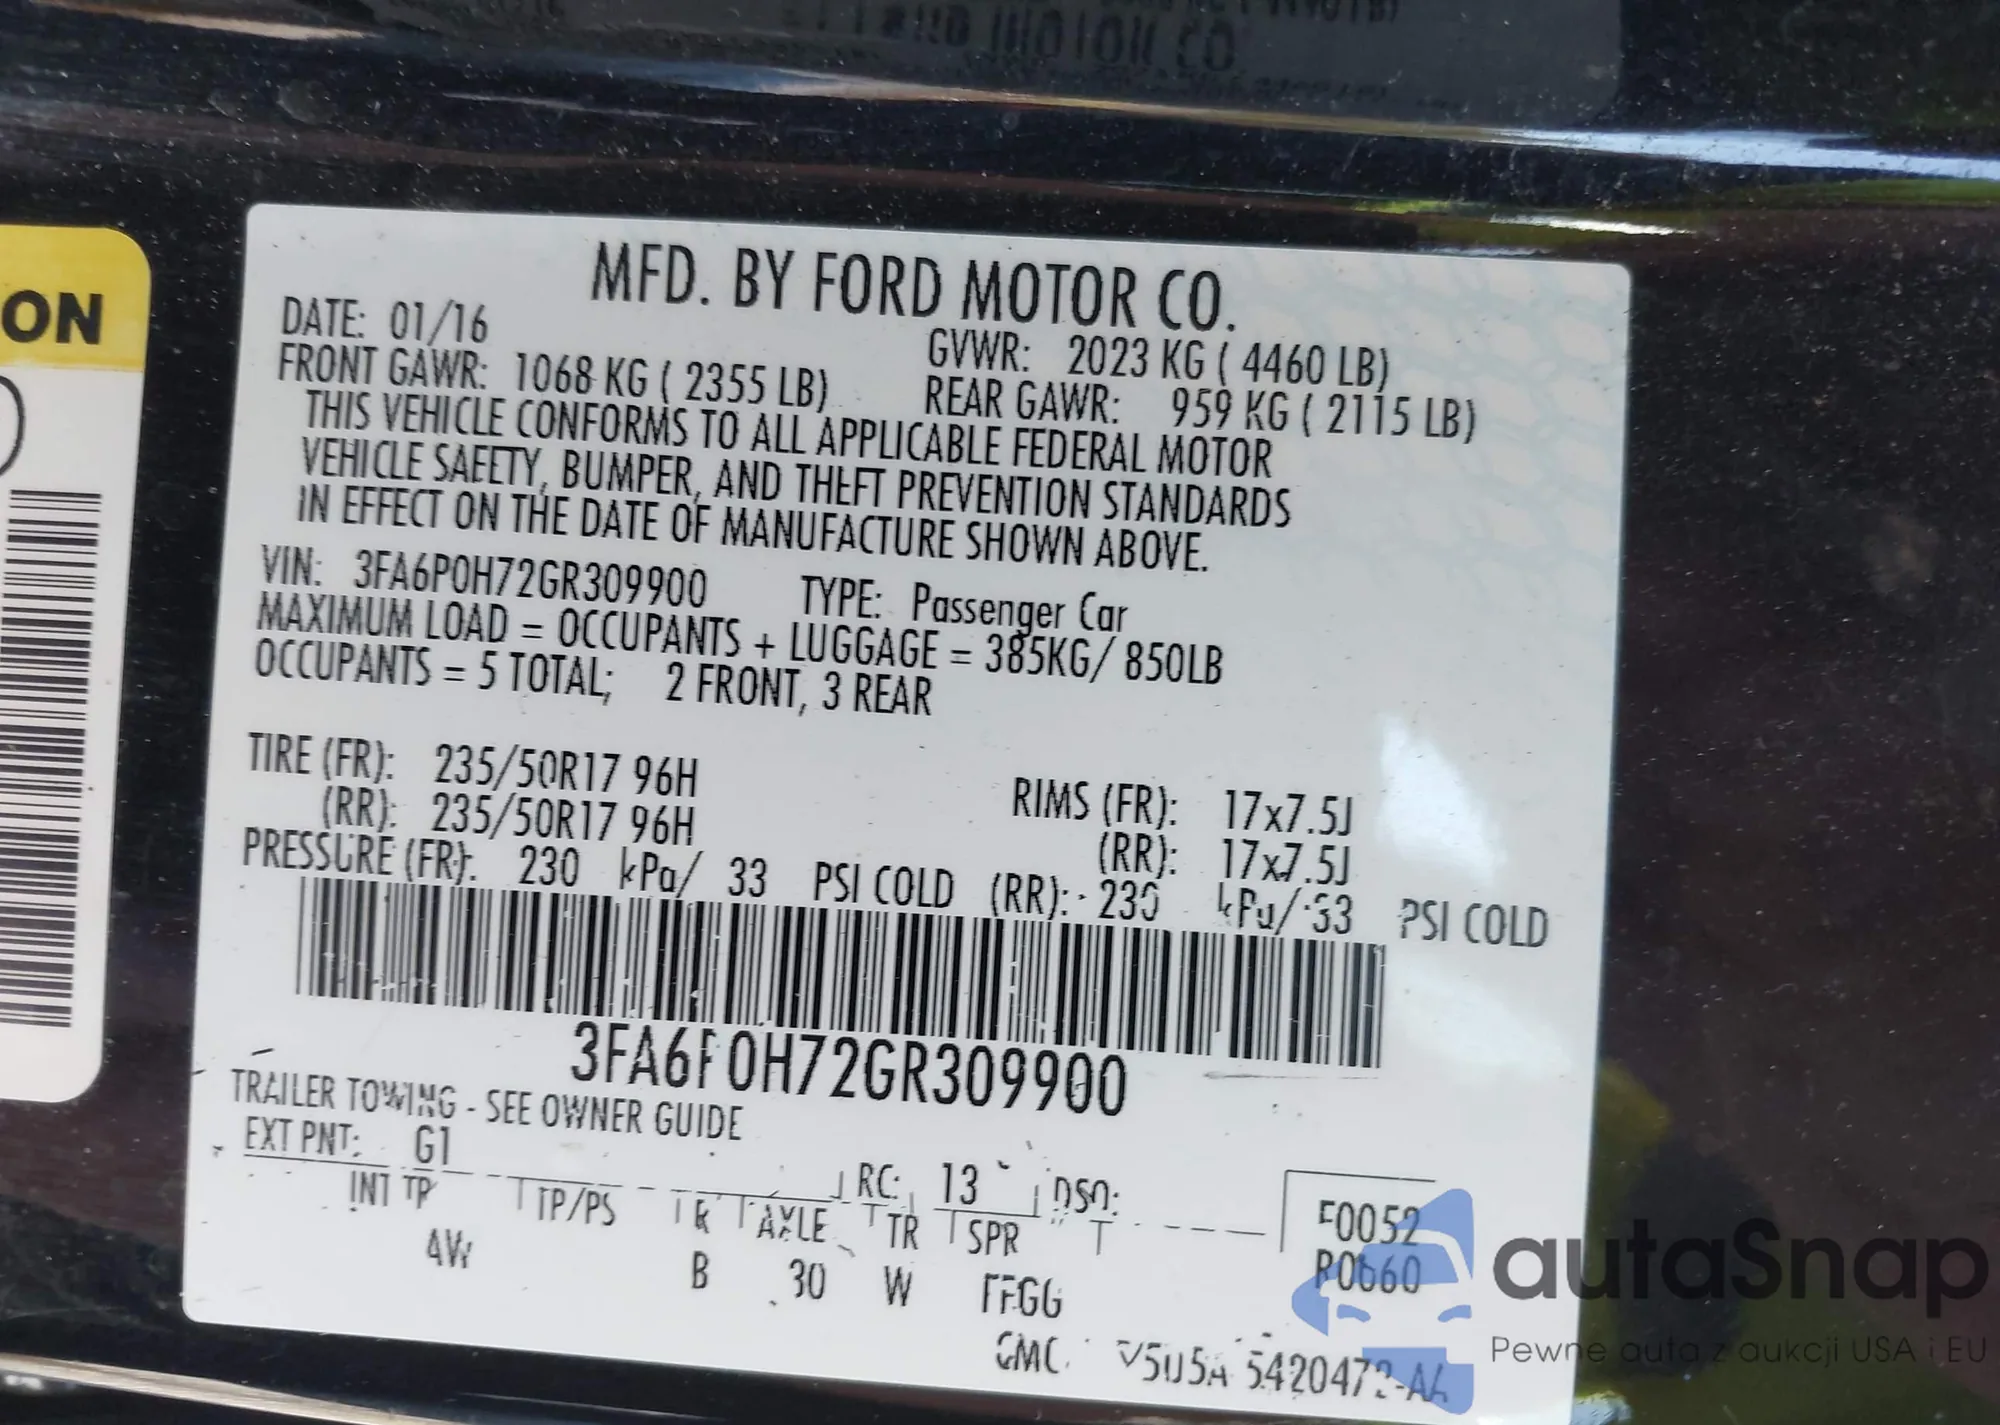 MOTOR CO
ON
MFD. BY FORD MOTOR CO.
DATE: 01/16 GVWR: 2023 KG ( 4460 LB)
FRONT GAWR: 1068 KG ( 2355 LB) REAR GAWR: 959 KG ( 2115 LB)
THIS VEHICLE CONFORMS TO ALL APPLICABLE FEDERAL MOTOR
VEHICLE SAFETY, BUMPER, AND THEFT PREVENTION STANDARDS
IN EFFECT ON THE DATE OF MANUFACTURE SHOWN ABOVE.
VIN: 3FA6P0H72GR309900 TYPE: Passenger Car
MAXIMUM LOAD = OCCUPANTS + LUGGAGE = 385KG/ 850LB
OCCUPANTS = 5 TOTAL; 2 FRONT, 3 REAR
TIRE (FR): 235/50R17 96H RIMS (FR): 17x7.5J
(RR): 235/50R17 96H (RR): 17x7.5J
PRESSURE (FR): 230 kPa/ 33 PSI COLD (RR): 230 kPa/ 33 PSI COLD
3FA6P0H72GR309900
TRAILER TOWING - SEE OWNER GUIDE
EXT PNT: G1 RC: 13 DSO:
INT TR TP/PS R AXLE TR SPR T
4W B 30 W
F0052
R0660
autaSnap
Pewne auta z aukcji USA i EU